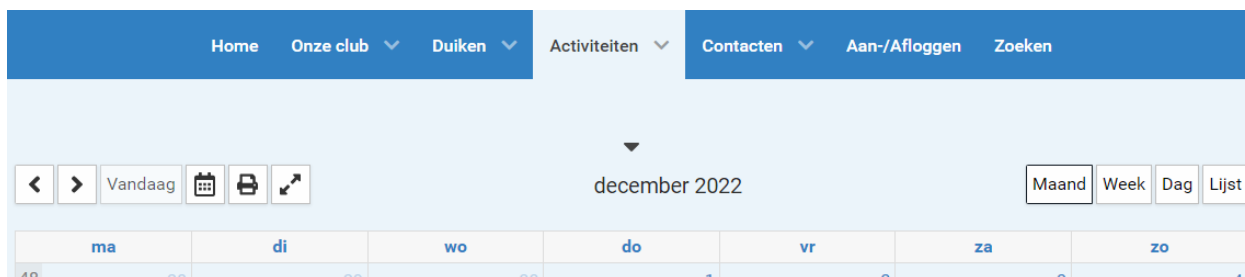 Home Onze club Duiken Activiteiten Contacten Aan-/Afloggen Zoeken
Vandaag december 2022 Maand Week Dag Lijst
ma di wo do vr za zo